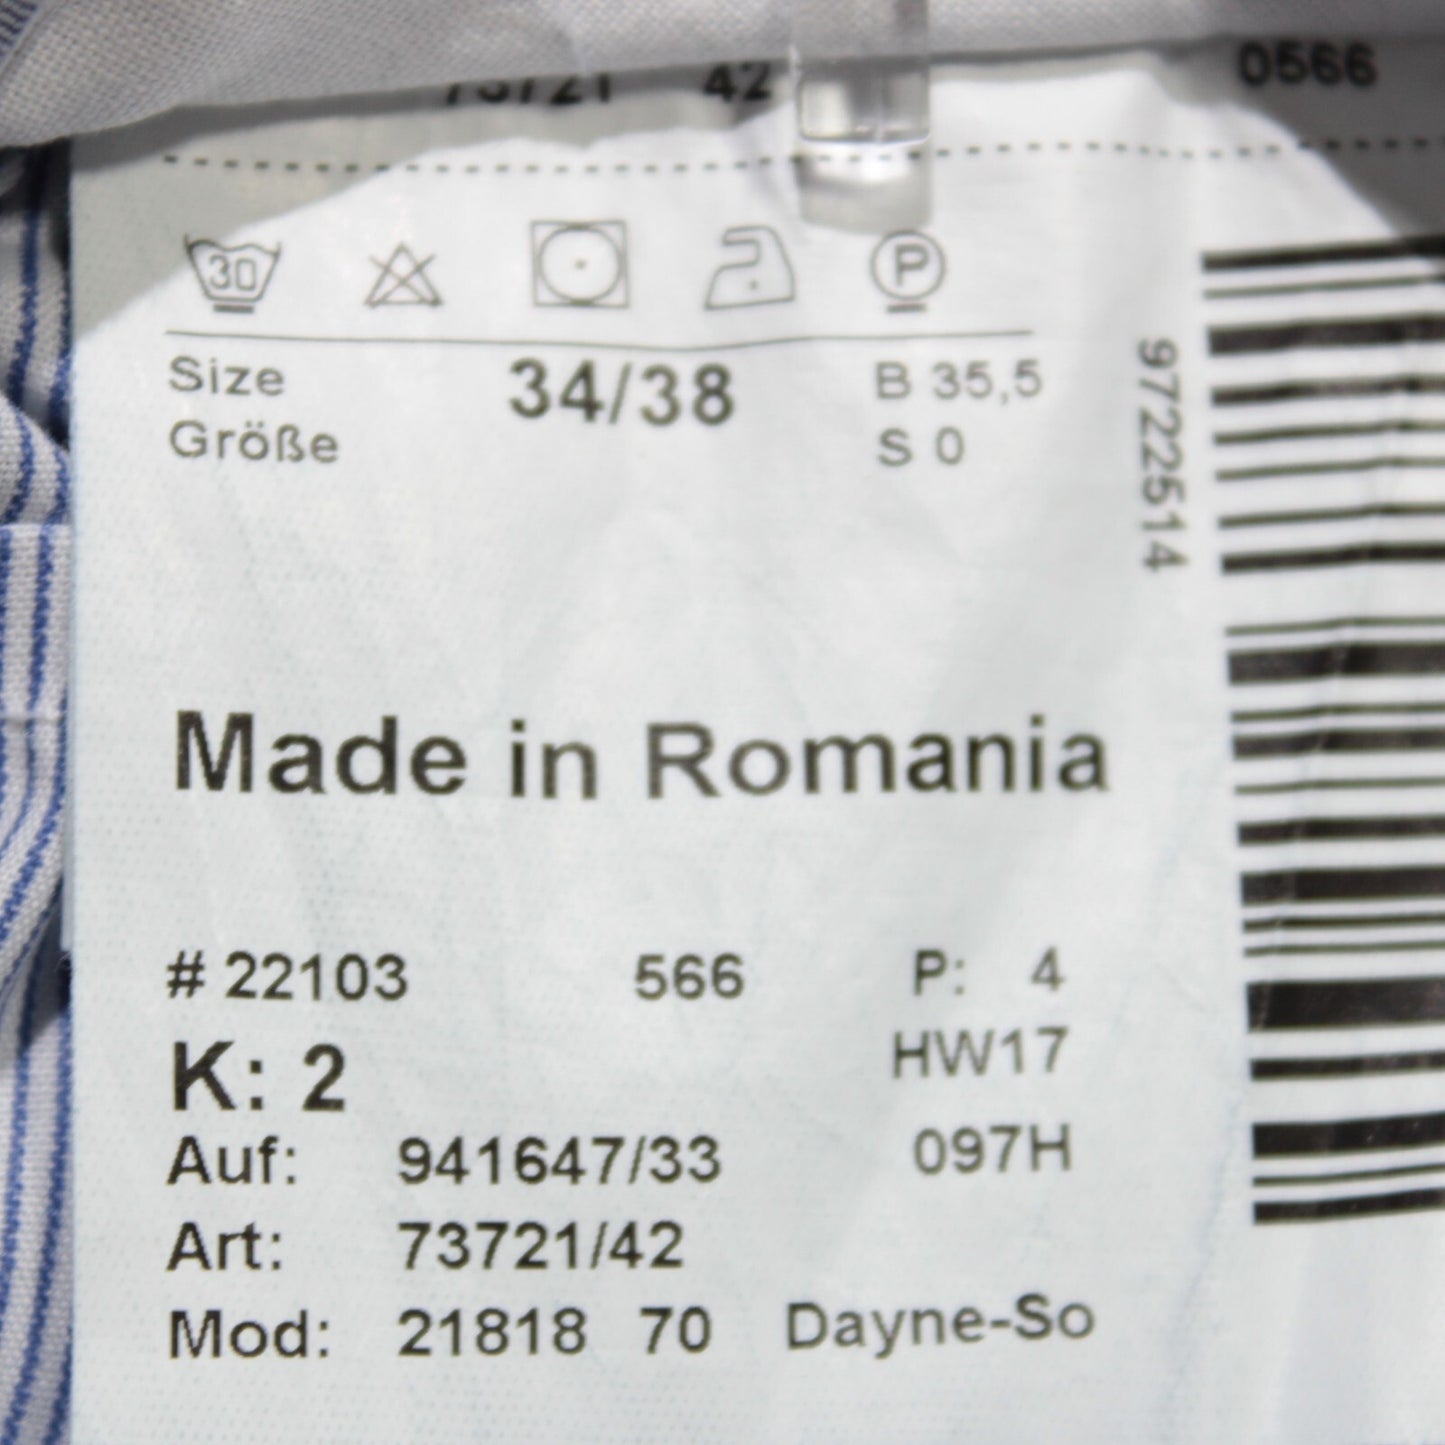 73721 42 0566
30 P
Size 34/38 B 35,5
Größe S 0
9722514
Made in Romania
# 22103 566 P: 4
K: 2 HW17
Auf: 941647/33 097H
Art: 73721/42
Mod: 21818 70 Dayne-So